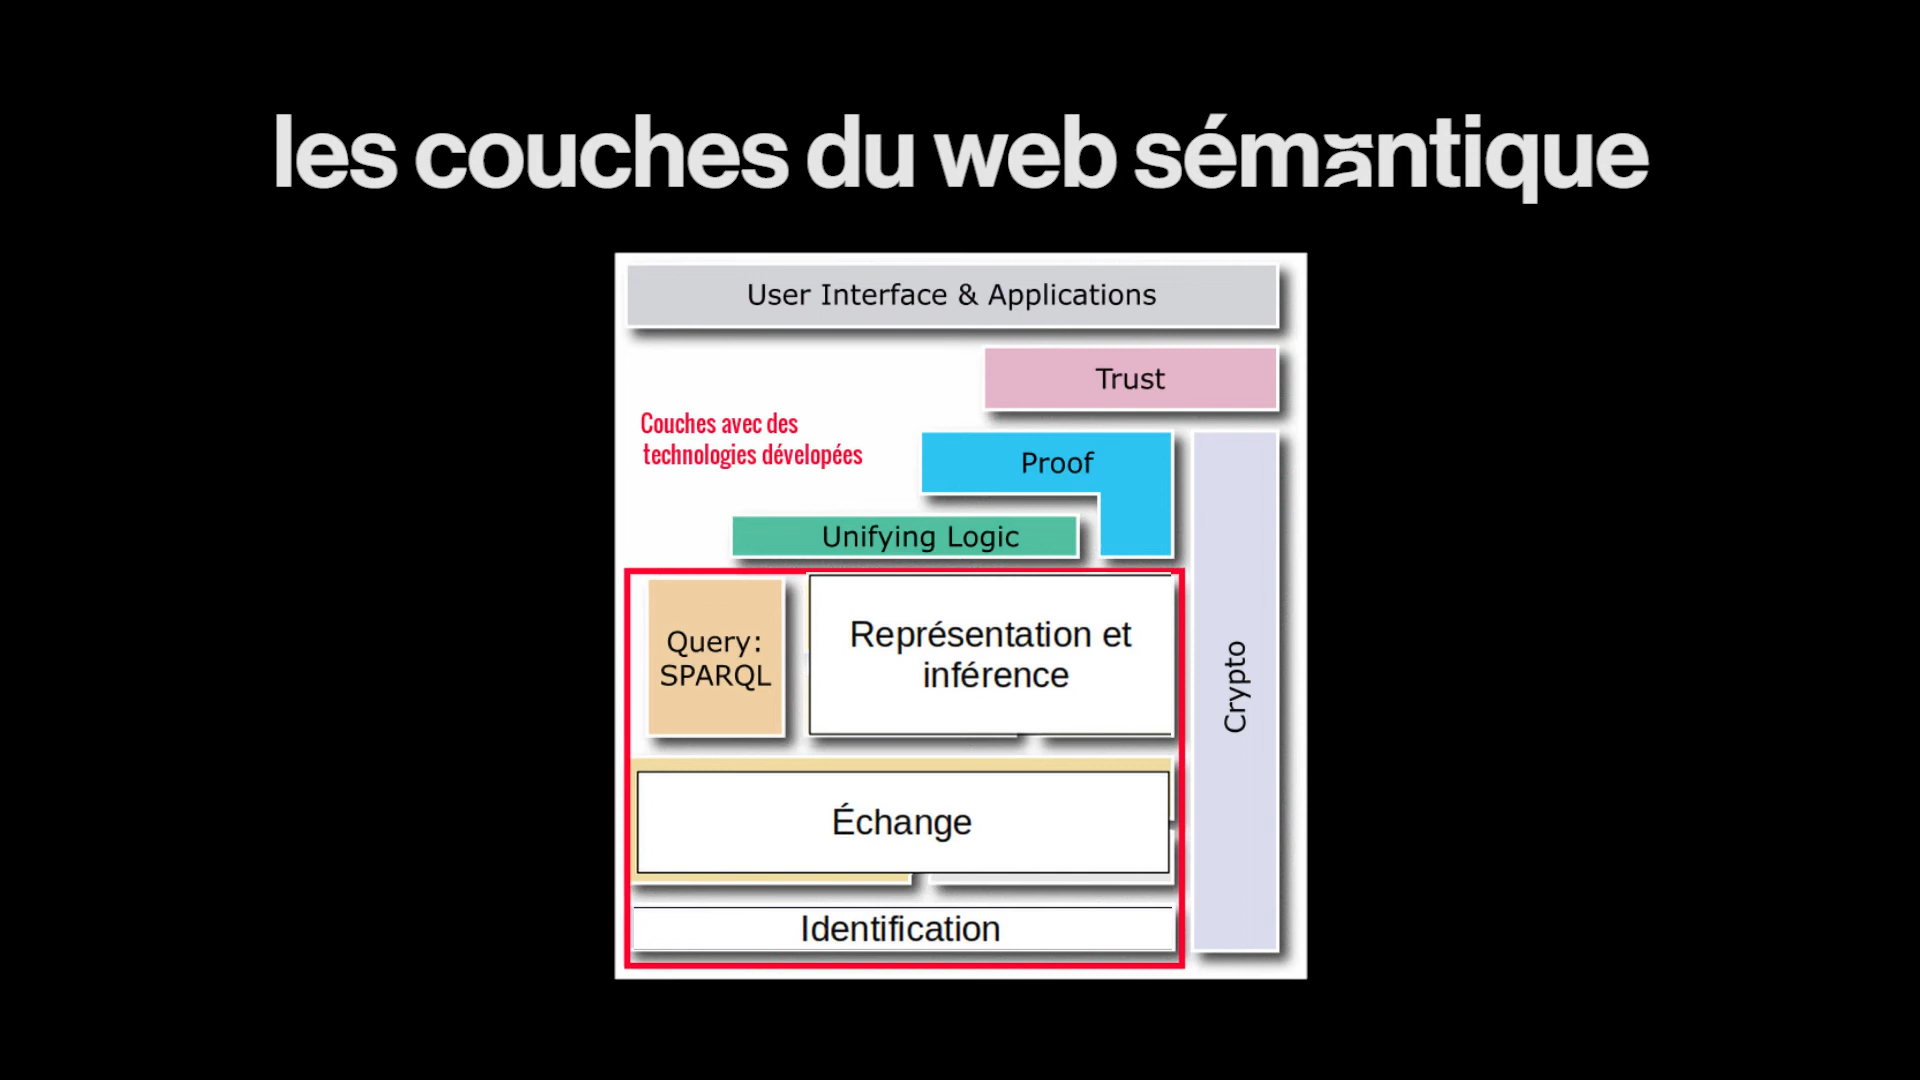 les couches du web sémantique
User Interface & Applications
Trust
Couches avec des
technologies dévelopées
Proof
Unifying Logic
Query:
SPARQL
Représentation et
inférence
Crypto
Échange
Identification